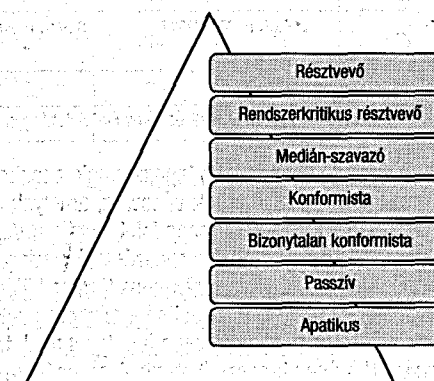 Résztvevő
Rendszerkritikus résztvevő
Medián-szavazó
Konformista
Bizonytalan konformista
Passzív
Apatikus